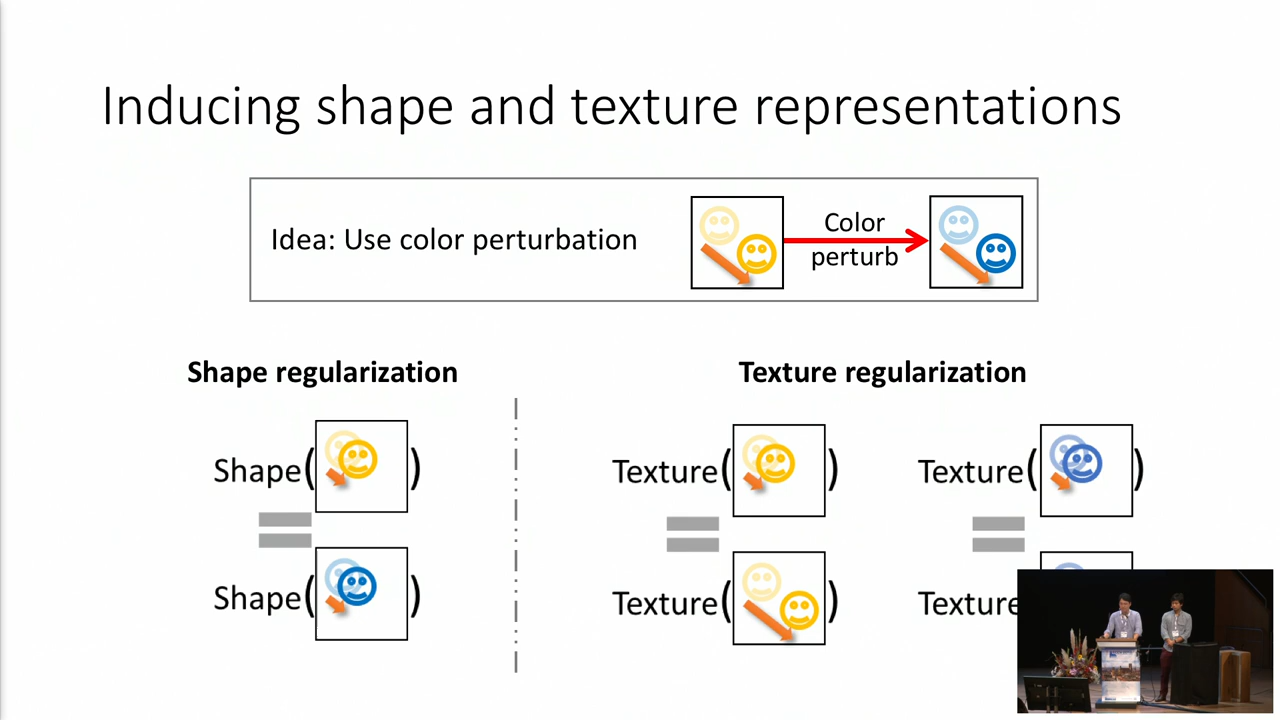 Inducing shape and texture representations
Idea: Use color perturbation
Color
perturb
Shape regularization
Texture regularization
Shape( )
Shape( )
Texture( )
Texture( )
Texture( )
Texture